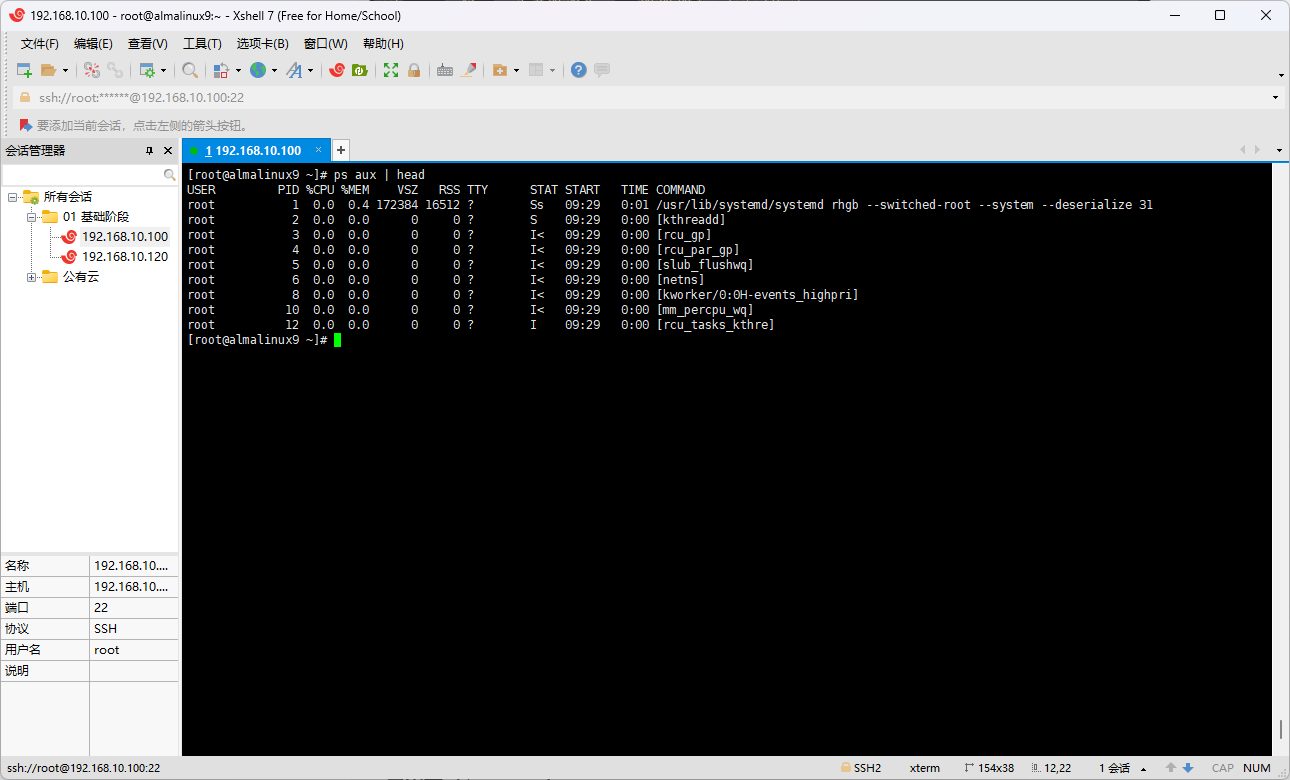 192.168.10.100 - root@almalinux9:~ - Xshell 7 (Free for Home/School)
文件(F) 编辑(E) 查看(V) 工具(T) 选项卡(B) 窗口(W) 帮助(H)
ssh://root:******@192.168.10.100:22
要添加当前会话，点击左侧的箭头按钮。
会话管理器
1 192.168.10.100
所有会话
01 基础阶段
192.168.10.100
192.168.10.120
公有云
[root@almalinux9 ~]# ps aux | head
USER         PID %CPU %MEM    VSZ   RSS TTY      STAT START   TIME COMMAND
root           1  0.0  0.4 172384 16512 ?        Ss   09:29   0:01 /usr/lib/systemd/systemd rhgb --switched-root --system --deserialize 31
root           2  0.0  0.0      0     0 ?        S    09:29   0:00 [kthreadd]
root           3  0.0  0.0      0     0 ?        I<   09:29   0:00 [rcu_gp]
root           4  0.0  0.0      0     0 ?        I<   09:29   0:00 [rcu_par_gp]
root           5  0.0  0.0      0     0 ?        I<   09:29   0:00 [slub_flushwq]
root           6  0.0  0.0      0     0 ?        I<   09:29   0:00 [netns]
root           8  0.0  0.0      0     0 ?        I<   09:29   0:00 [kworker/0:0H-events_highpri]
root          10  0.0  0.0      0     0 ?        I<   09:29   0:00 [mm_percpu_wq]
root          12  0.0  0.0      0     0 ?        I    09:29   0:00 [rcu_tasks_kthre]
[root@almalinux9 ~]#
名称 192.168.10....
主机 192.168.10....
端口 22
协议 SSH
用户名 root
说明
ssh://root@192.168.10.100:22 SSH2 xterm 154x38 12,22 1 会话 CAP NUM